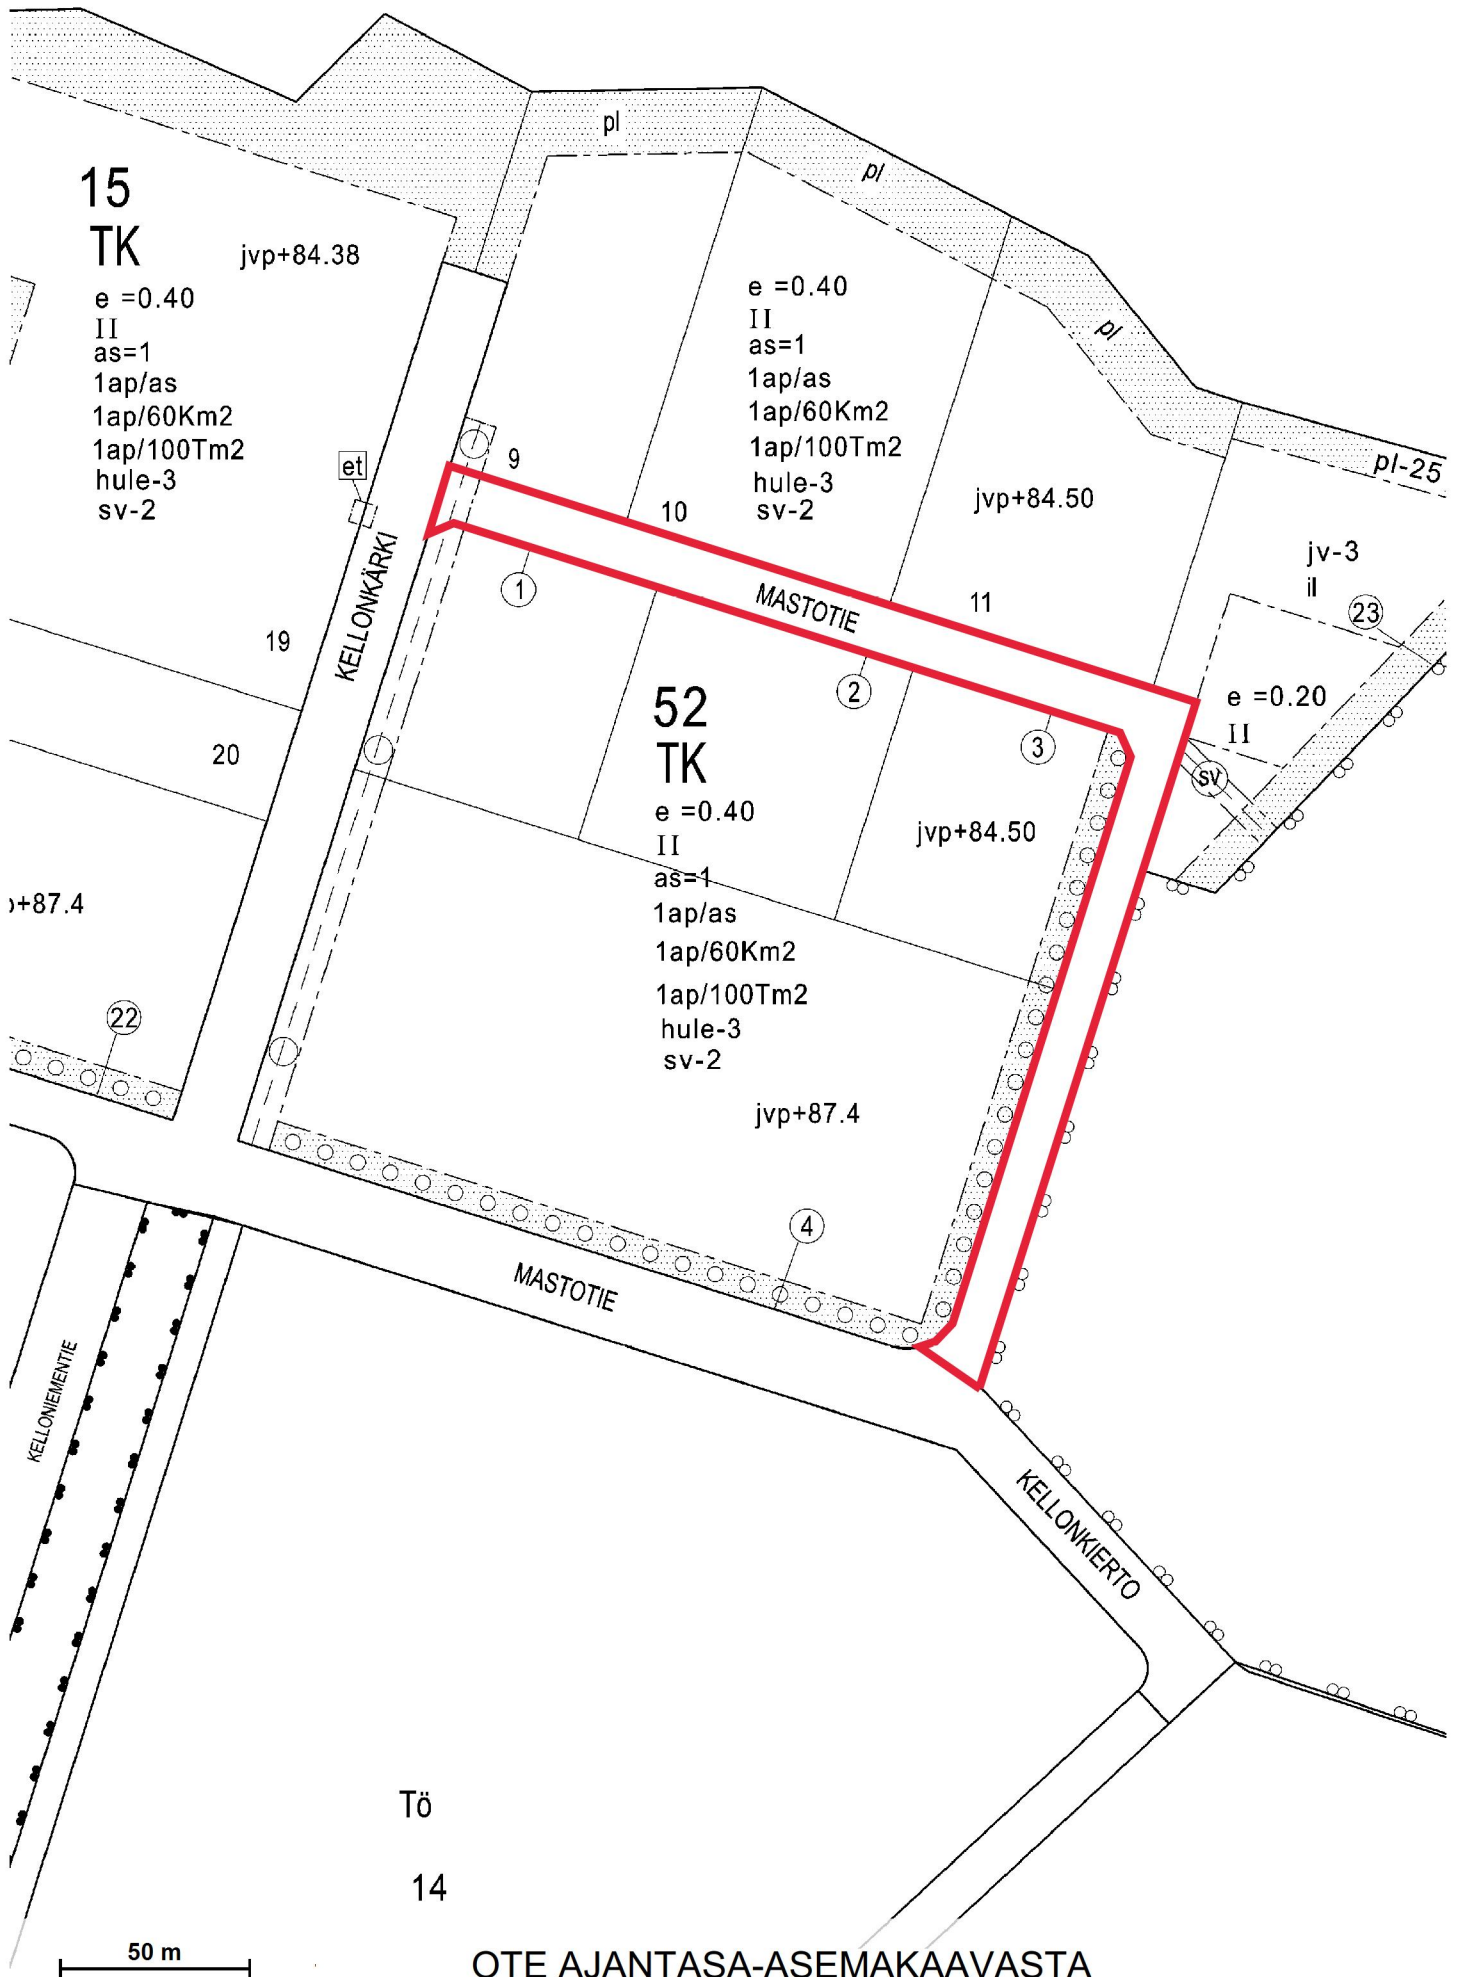 pl
pl
15
TK
jvp+84.38
e =0.40
II
as=1
1ap/as
1ap/60Km2
1ap/100Tm2
hule-3
sv-2
e =0.40
II
as=1
1ap/as
1ap/60Km2
1ap/100Tm2
hule-3
sv-2
pl
pl-25
et
9
10
jvp+84.50
jv-3
il
23
KELLONKÄRKI
1
MASTOTIE
11
19
20
2
52
TK
e =0.20
II
3
sv
e =0.40
II
as=1
1ap/as
1ap/60Km2
1ap/100Tm2
hule-3
sv-2
jvp+84.50
+87.4
22
jvp+87.4
4
MASTOTIE
KELLONIEMENTIE
KELLONKIERTO
Tö
14
50 m
OTE AJANTASA-ASEMAKAAVASTA